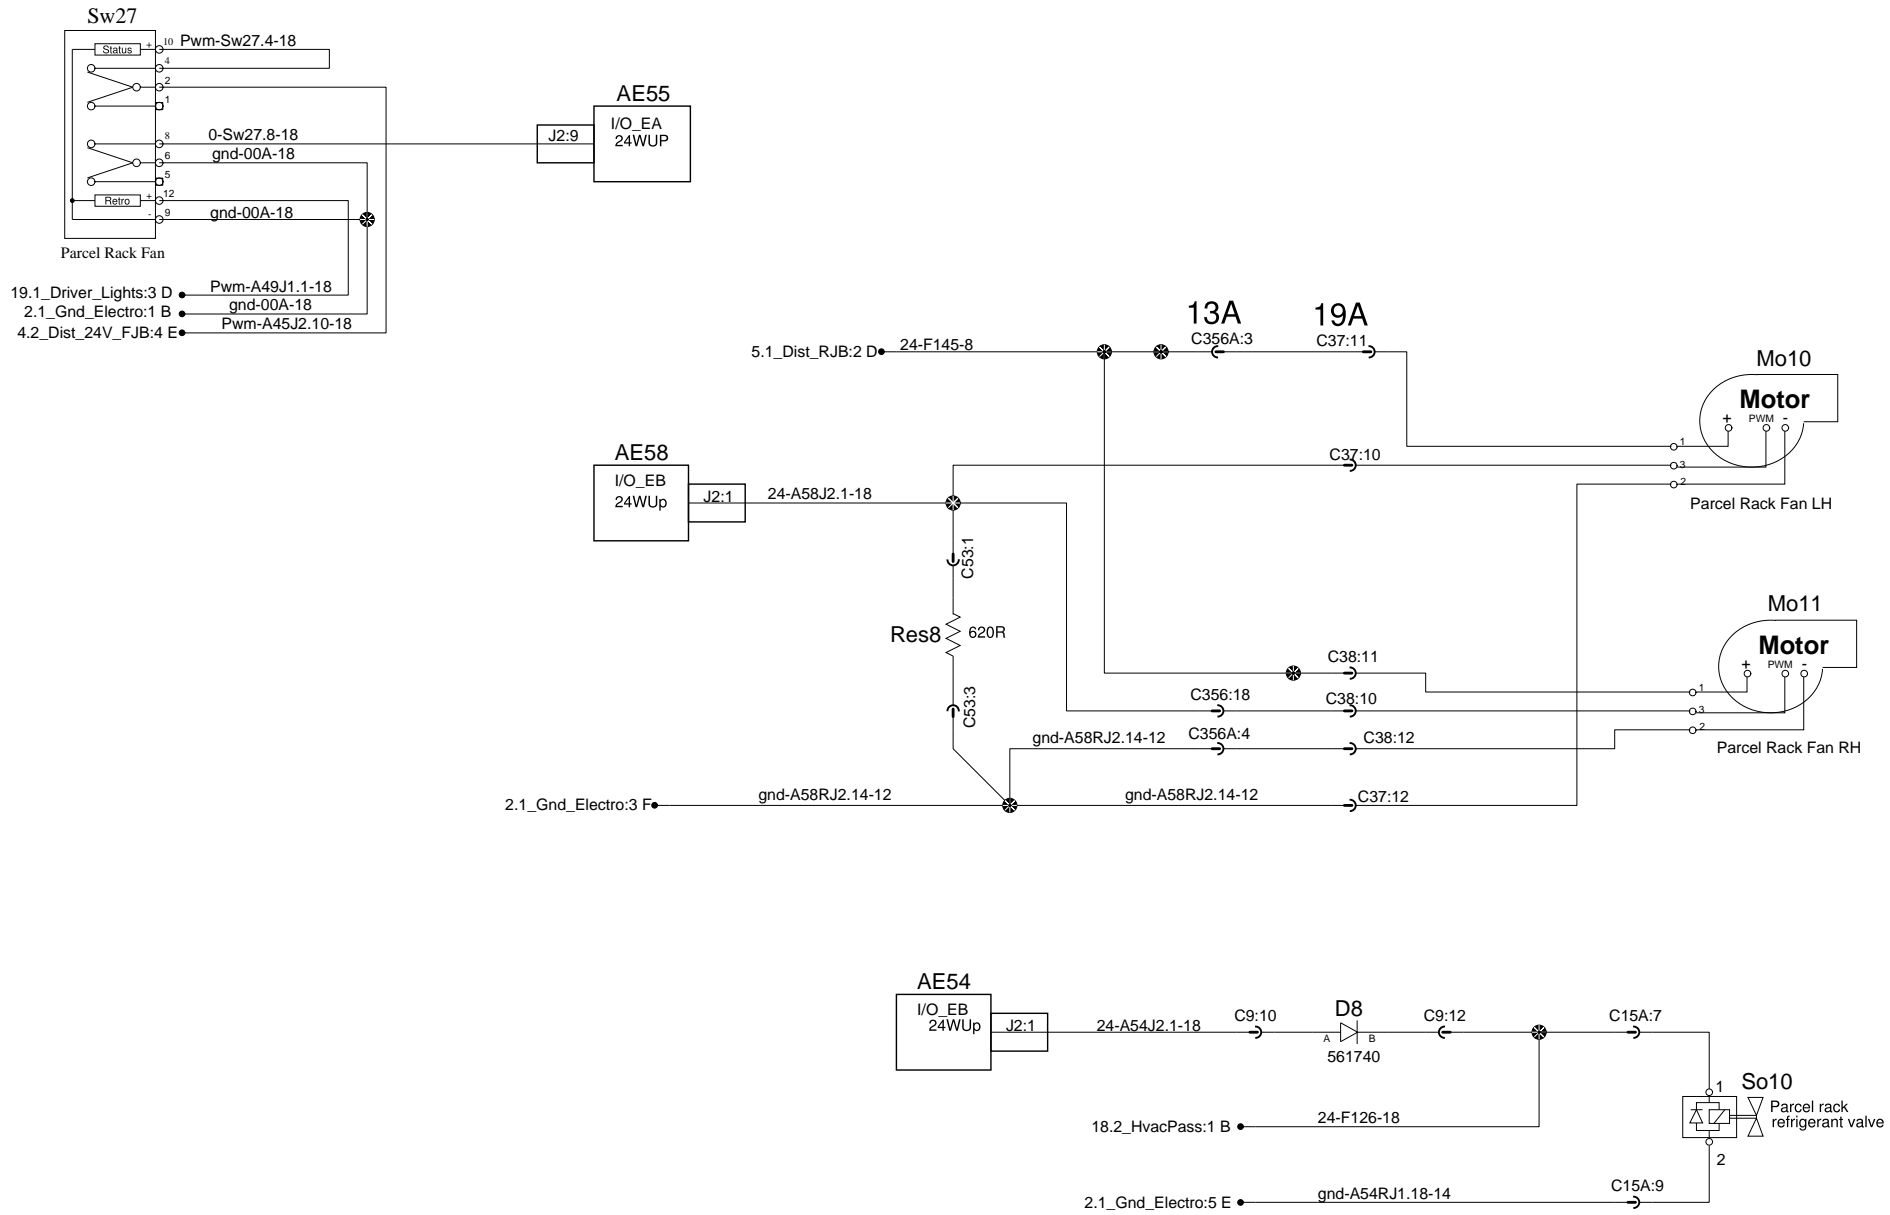 Sw27
Status
+
10
Pwm-Sw27.4-18
4
2
1
8
0-Sw27.8-18
6
gnd-00A-18
5
Retro
+
12
-
9
gnd-00A-18
Parcel Rack Fan
19.1_Driver_Lights:3 D
Pwm-A49J1.1-18
2.1_Gnd_Electro:1 B
gnd-00A-18
4.2_Dist_24V_FJB:4 E
Pwm-A45J2.10-18
AE55
I/O_EA
24WUP
J2:9
13A
19A
5.1_Dist_RJB:2 D
24-F145-8
C356A:3
C37:11
Mo10
Motor
+
PWM
-
1
3
2
Parcel Rack Fan LH
AE58
I/O_EB
24WUp
J2:1
24-A58J2.1-18
C37:10
C53:1
Res8
620R
C53:3
Mo11
Motor
+
PWM
-
1
3
2
Parcel Rack Fan RH
C38:11
C356:18
C38:10
gnd-A58RJ2.14-12
C356A:4
C38:12
2.1_Gnd_Electro:3 F
gnd-A58RJ2.14-12
gnd-A58RJ2.14-12
C37:12
AE54
I/O_EB
24WUp
J2:1
24-A54J2.1-18
C9:10
D8
A
B
561740
C9:12
C15A:7
18.2_HvacPass:1 B
24-F126-18
1
So10
Parcel rack
refrigerant valve
2
2.1_Gnd_Electro:5 E
gnd-A54RJ1.18-14
C15A:9